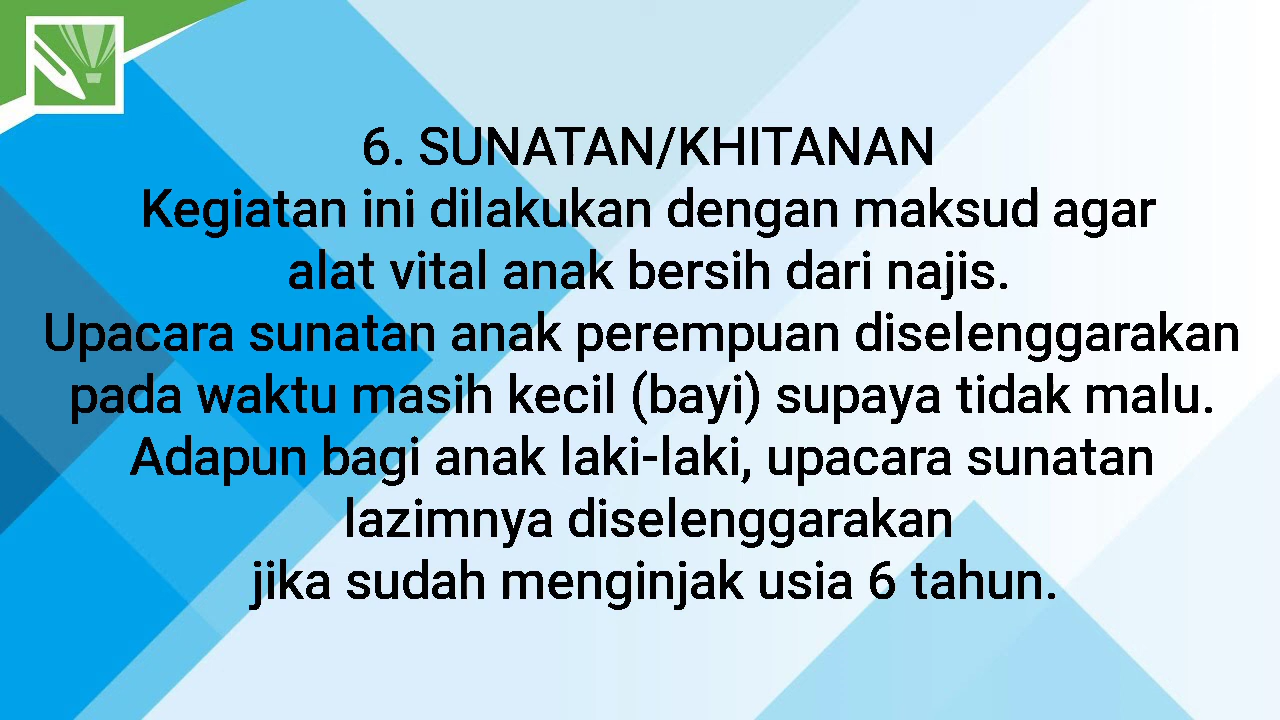 6. SUNATAN/KHITANAN
Kegiatan ini dilakukan dengan maksud agar
alat vital anak bersih dari najis.
Upacara sunatan anak perempuan diselenggarakan
pada waktu masih kecil (bayi) supaya tidak malu.
Adapun bagi anak laki-laki, upacara sunatan
lazimnya diselenggarakan
jika sudah menginjak usia 6 tahun.